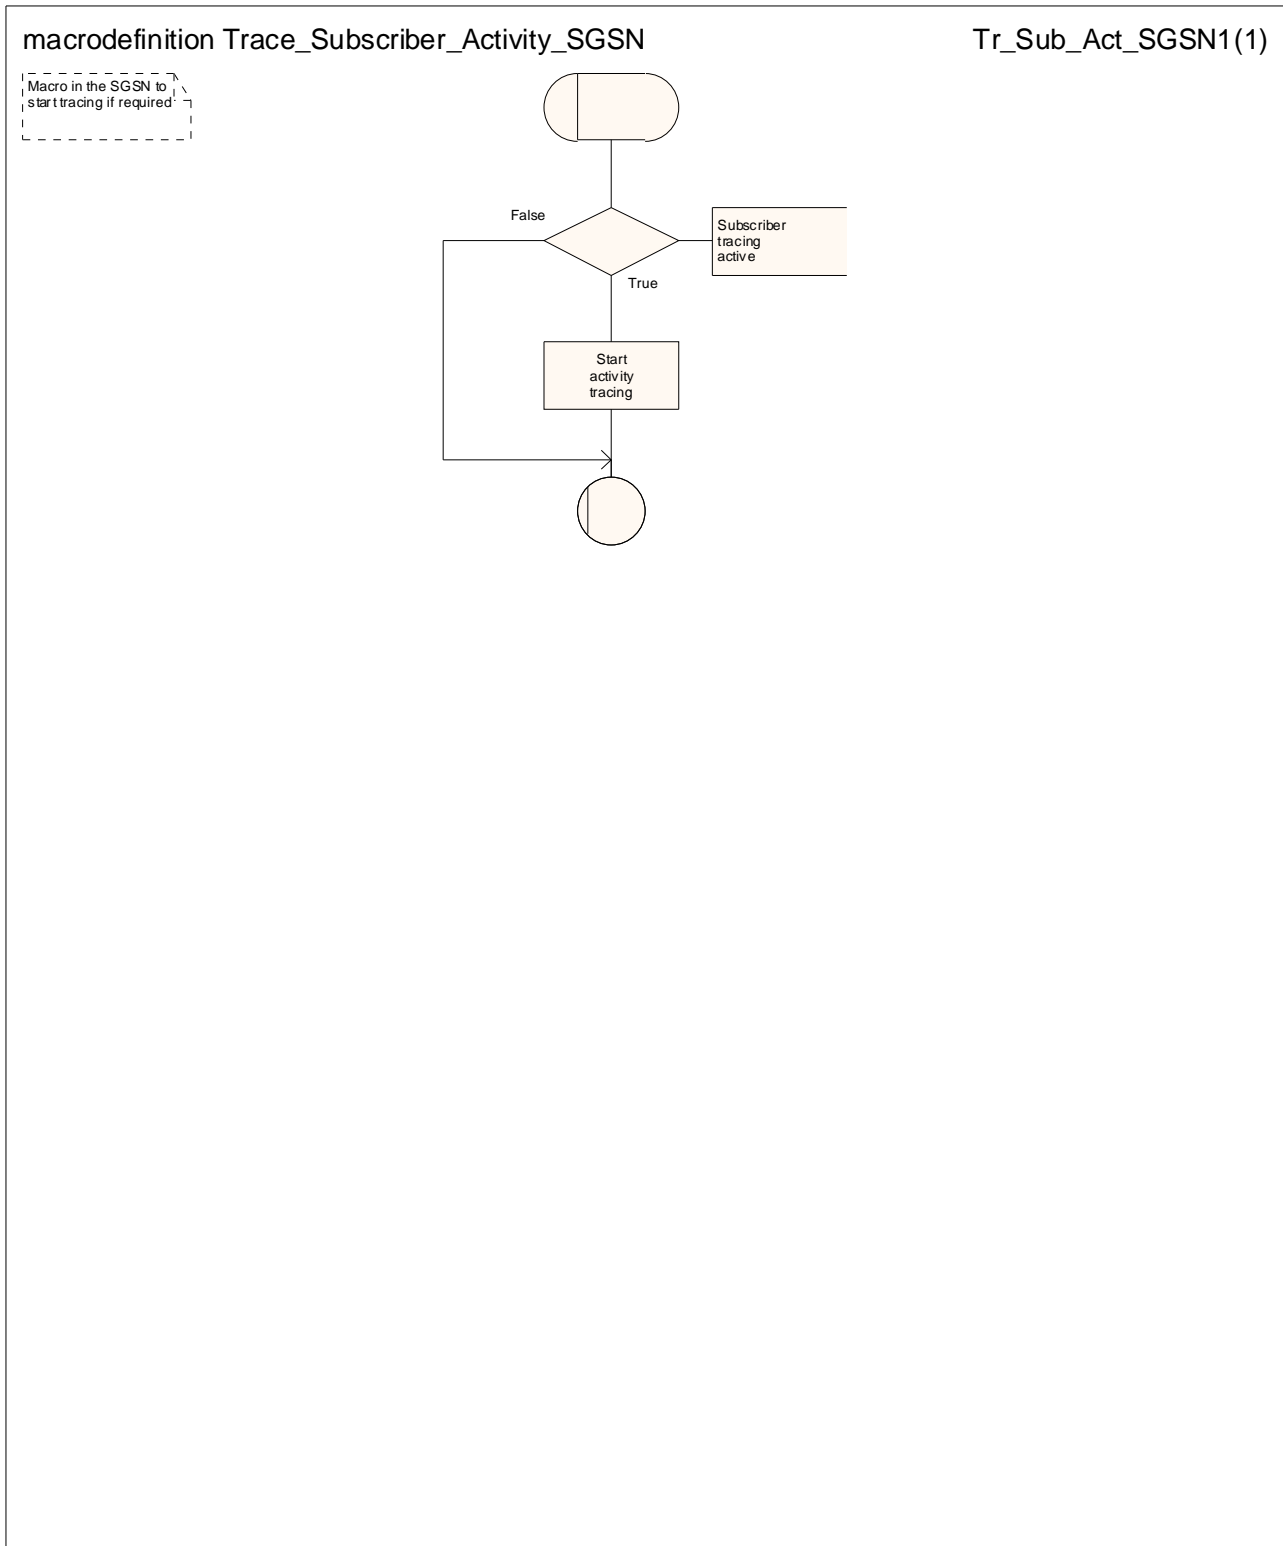 macrodefinition Trace_Subscriber_Activity_SGSN
Tr_Sub_Act_SGSN1(1)
Macro in the SGSN to
start tracing if required
False
Subscriber
tracing
active
True
Start
activity
tracing